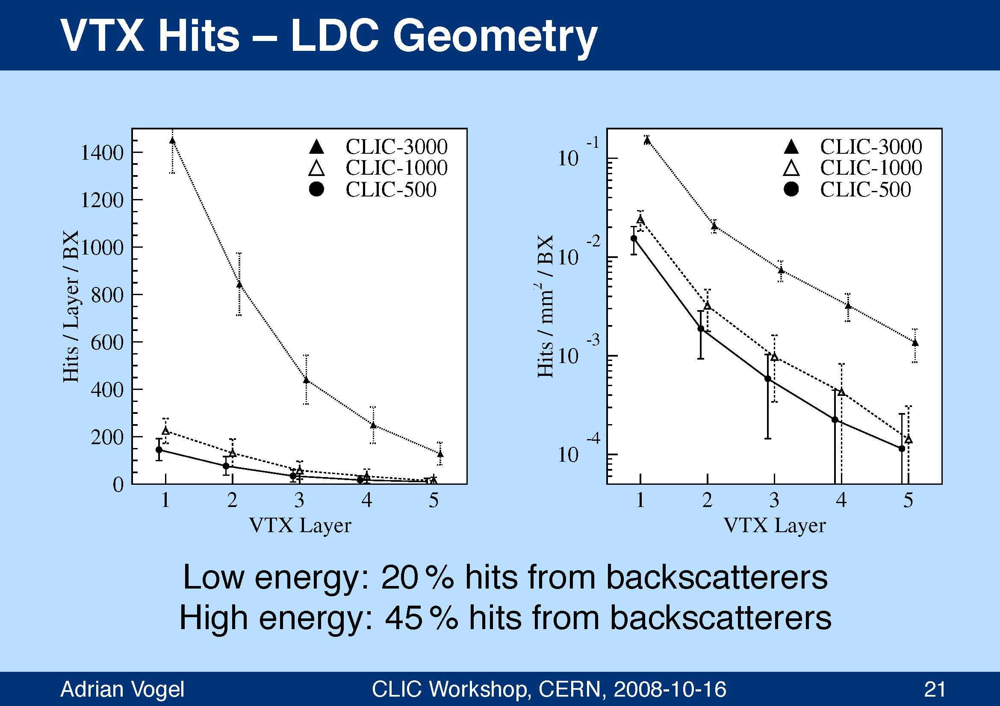 VTX Hits – LDC Geometry
Hits / Layer / BX
1400
1200
1000
800
600
400
200
0
1 2 3 4 5
VTX Layer
CLIC-3000
CLIC-1000
CLIC-500
Hits / mm² / BX
10⁻¹
10⁻²
10⁻³
10⁻⁴
1 2 3 4 5
VTX Layer
CLIC-3000
CLIC-1000
CLIC-500
Low energy: 20 % hits from backscatterers
High energy: 45 % hits from backscatterers
Adrian Vogel CLIC Workshop, CERN, 2008-10-16 21